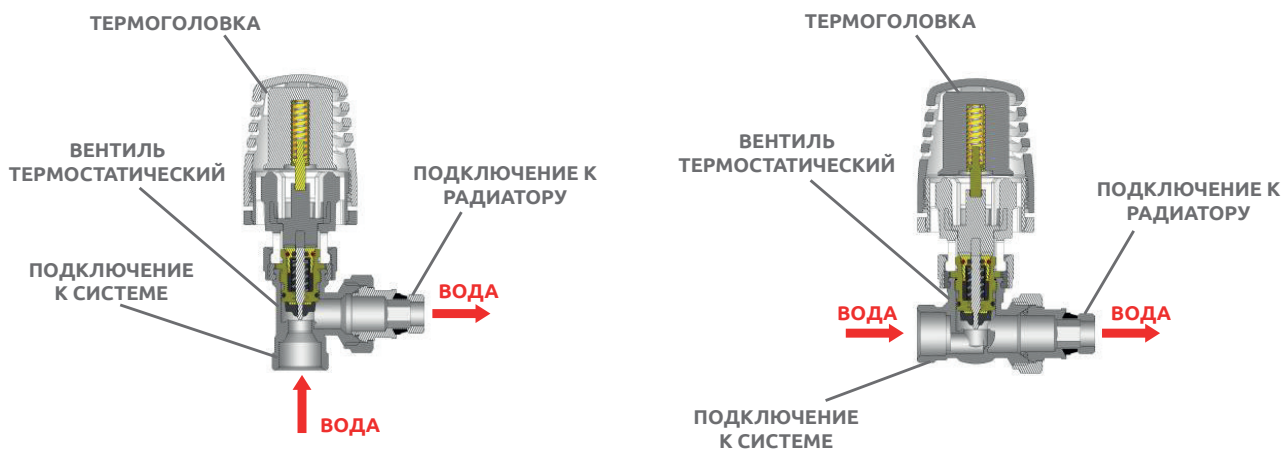 ТЕРМОГОЛОВКА
ВЕНТИЛЬ
ТЕРМОСТАТИЧЕСКИЙ
ПОДКЛЮЧЕНИЕ К
РАДИАТОРУ
ПОДКЛЮЧЕНИЕ
К СИСТЕМЕ
ВОДА
ВОДА
ТЕРМОГОЛОВКА
ВЕНТИЛЬ
ТЕРМОСТАТИЧЕСКИЙ
ПОДКЛЮЧЕНИЕ К
РАДИАТОРУ
ВОДА
ВОДА
ПОДКЛЮЧЕНИЕ
К СИСТЕМЕ